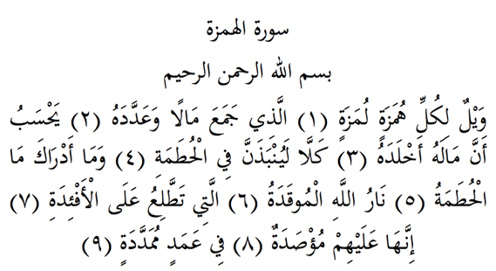 سورة الهمزة
بسم الله الرحمن الرحيم
وَيْلٌ لِكُلِّ هُمَزَةٍ لُمَزَةٍ (١) الَّذِي جَمَعَ مَالًا وَعَدَّدَهُ (٢) يَحْسَبُ
أَنَّ مَالَهُ أَخْلَدَهُ (٣) كَلَّا لَيُنْبَذَنَّ فِي الْحُطَمَةِ (٤) وَمَا أَدْرَاكَ مَا
الْحُطَمَةُ (٥) نَارُ اللَّهِ الْمُوقَدَةُ (٦) الَّتِي تَطَّلِعُ عَلَى الْأَفْئِدَةِ (٧)
إِنَّهَا عَلَيْهِمْ مُؤْصَدَةٌ (٨) فِي عَمَدٍ مُمَدَّدَةٍ (٩)